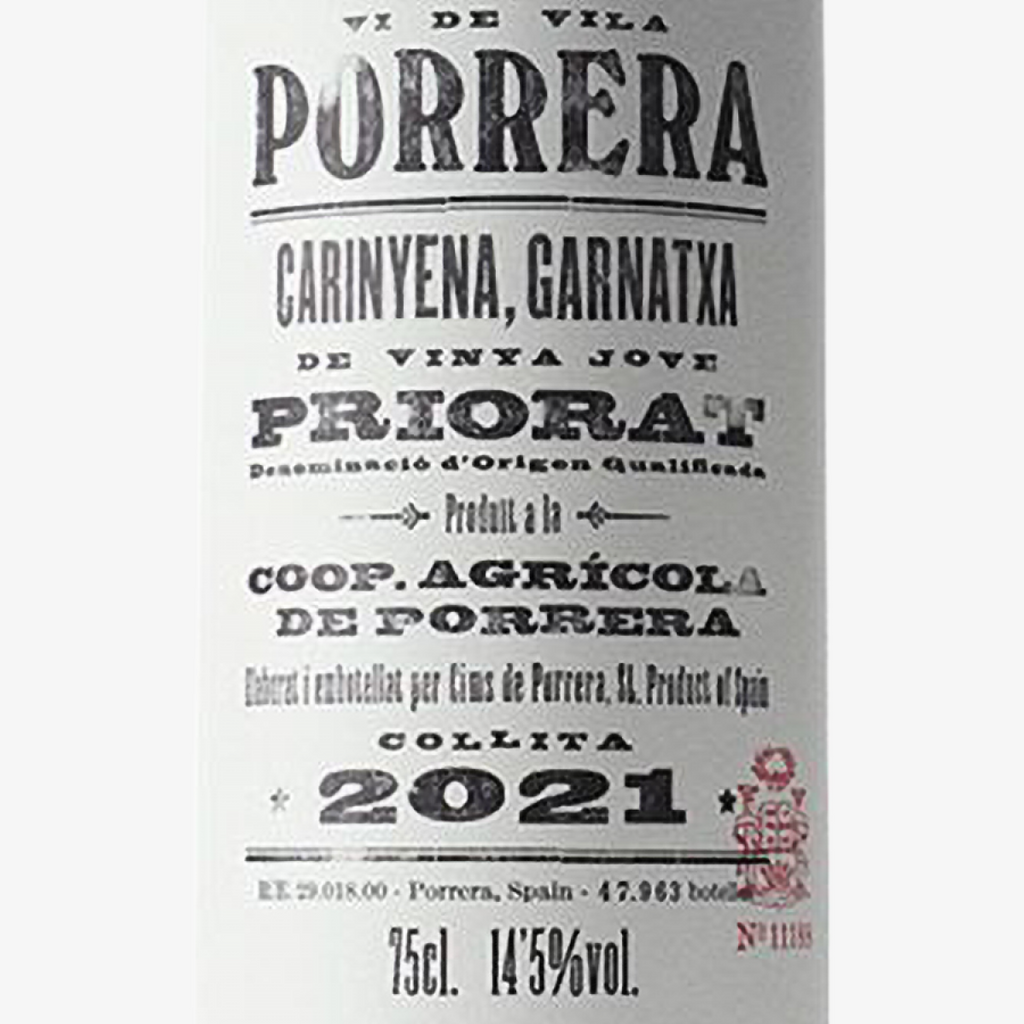 VI DE VILA
PORRERA
CARINYENA, GARNATXA
DE VINYA JOVE
PRIORAT
Denominació d'Origen Qualificada
Produït a la
COOP. AGRÍCOLA
DE PORRERA
Elaborat i embotellat per Cims de Porrera, SL. Product of Spain
COLLITA
2021
R.E. 29.018.00 - Porrera, Spain - 47.963
Nº
75cl. 14'5%vol.